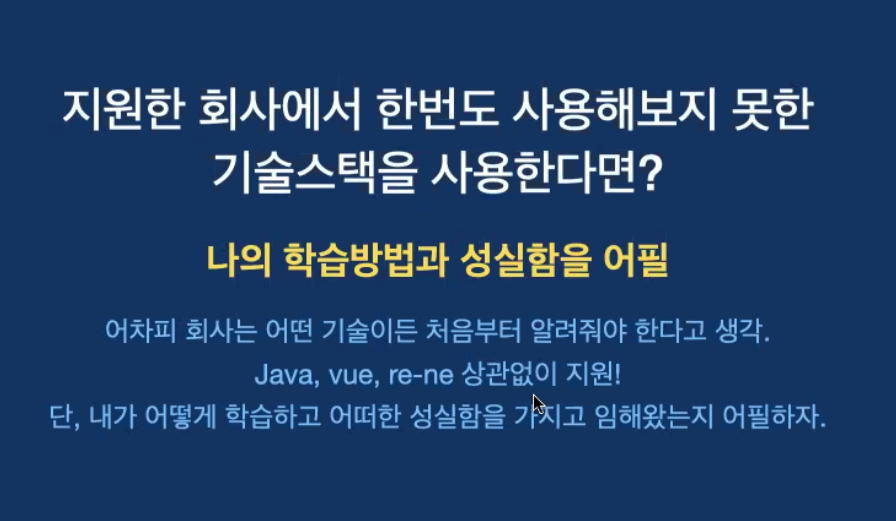 지원한 회사에서 한번도 사용해보지 못한
기술스택을 사용한다면?
나의 학습방법과 성실함을 어필
어차피 회사는 어떤 기술이든 처음부터 알려줘야 한다고 생각.
Java, vue, re-ne 상관없이 지원!
단, 내가 어떻게 학습하고 어떠한 성실함을 가지고 임해왔는지 어필하자.